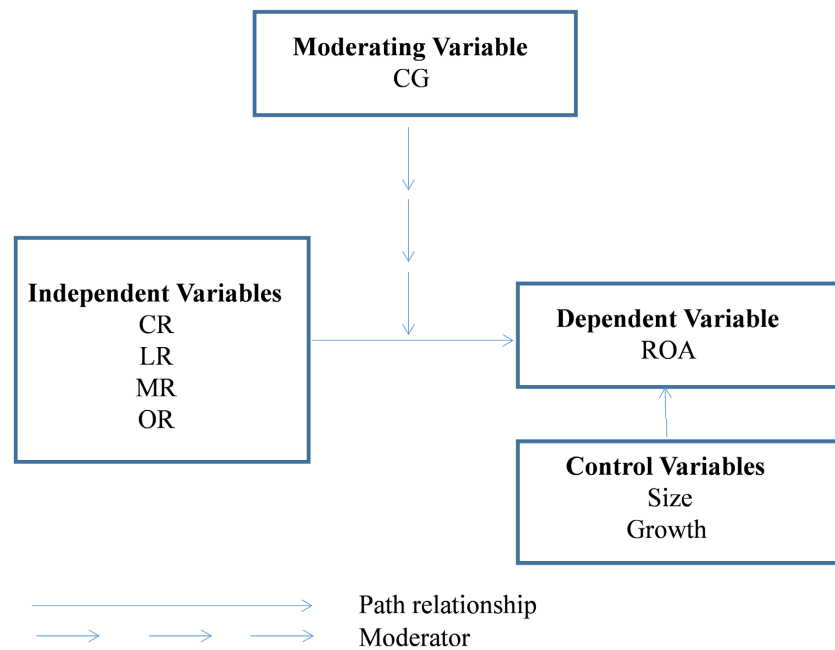 Moderating Variable
CG
Independent Variables
CR
LR
MR
OR
Dependent Variable
ROA
Control Variables
Size
Growth
Path relationship
Moderator